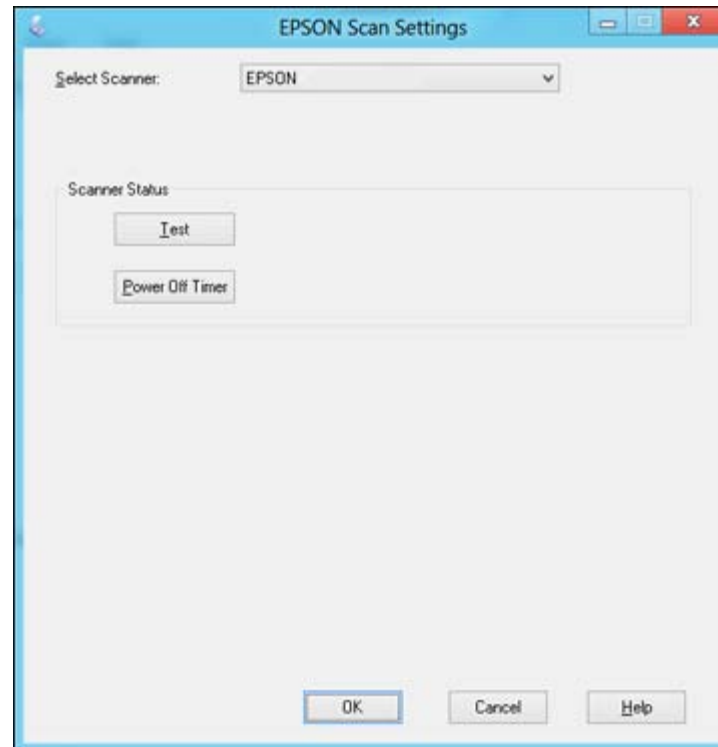 EPSON Scan Settings
Select Scanner: EPSON
Scanner Status
Test
Power Off Timer
OK Cancel Help